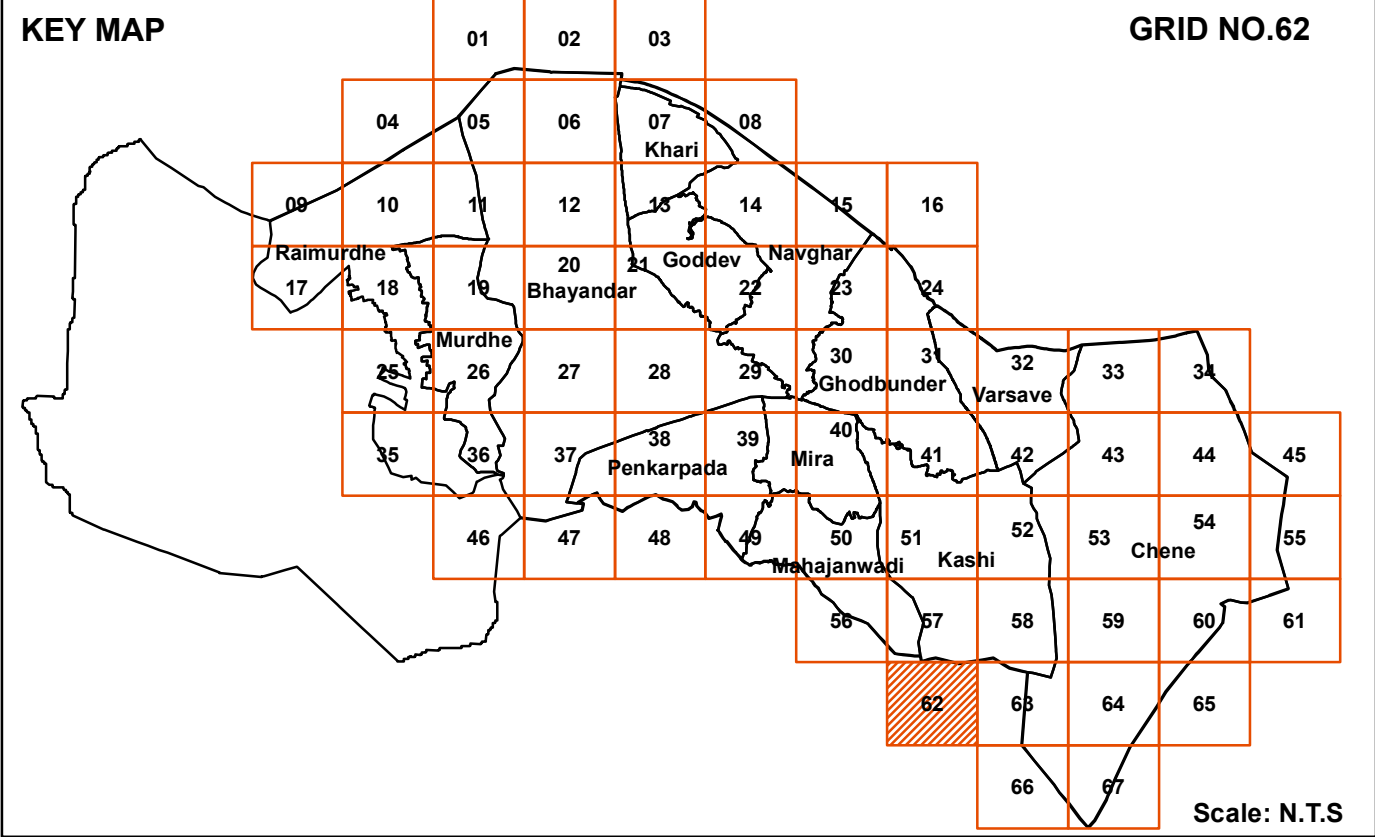 KEY MAP
GRID NO.62
01 02 03
04 05 06 07 08
Khari
09 10 11 12 13 14 15 16
Raimurdhe
Goddev
Navghar
17 18 19 20 21 22 23 24
Bhayandar
Murdhe
25 26 27 28 29 30 31 32 33 34
Ghodbunder
Varsave
35 36 37 38 39 40 41 42 43 44 45
Penkarpada
Mira
46 47 48 49 50 51 52 53 54 55
Mahajanwadi
Kashi
Chene
56 57 58 59 60 61
62 63 64 65
66 67
Scale: N.T.S